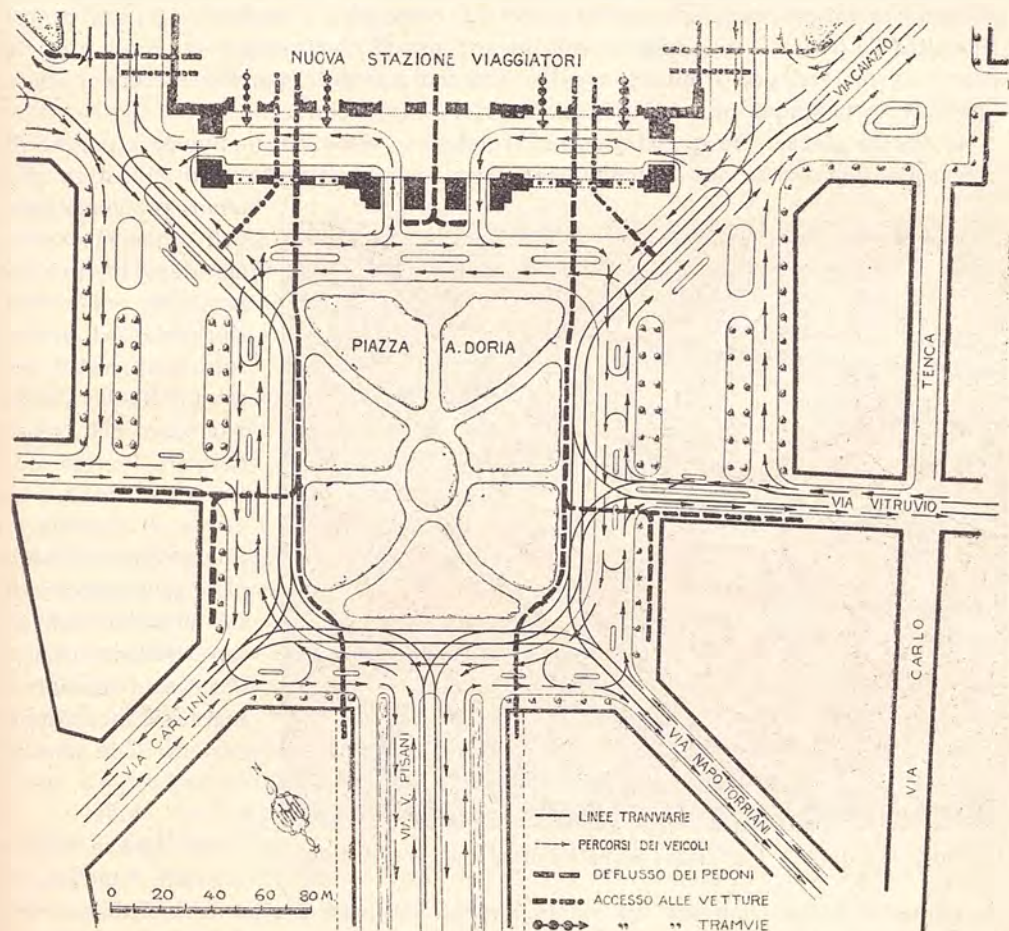 NUOVA STAZIONE VIAGGIATORI
VIA CAIAZZO
PIAZZA A. DORIA
TENCA
VIA VITRUVIO
VIA CARLO
VIA CARLINI
VIA V. PISANI
VIA NAPO TORRIANI
N
0 20 40 60 80 M.
LINEE TRANVIARIE
PERCORSI DEI VEICOLI
DEFLUSSO DEI PEDONI
ACCESSO ALLE VETTURE
" " TRAMVIE